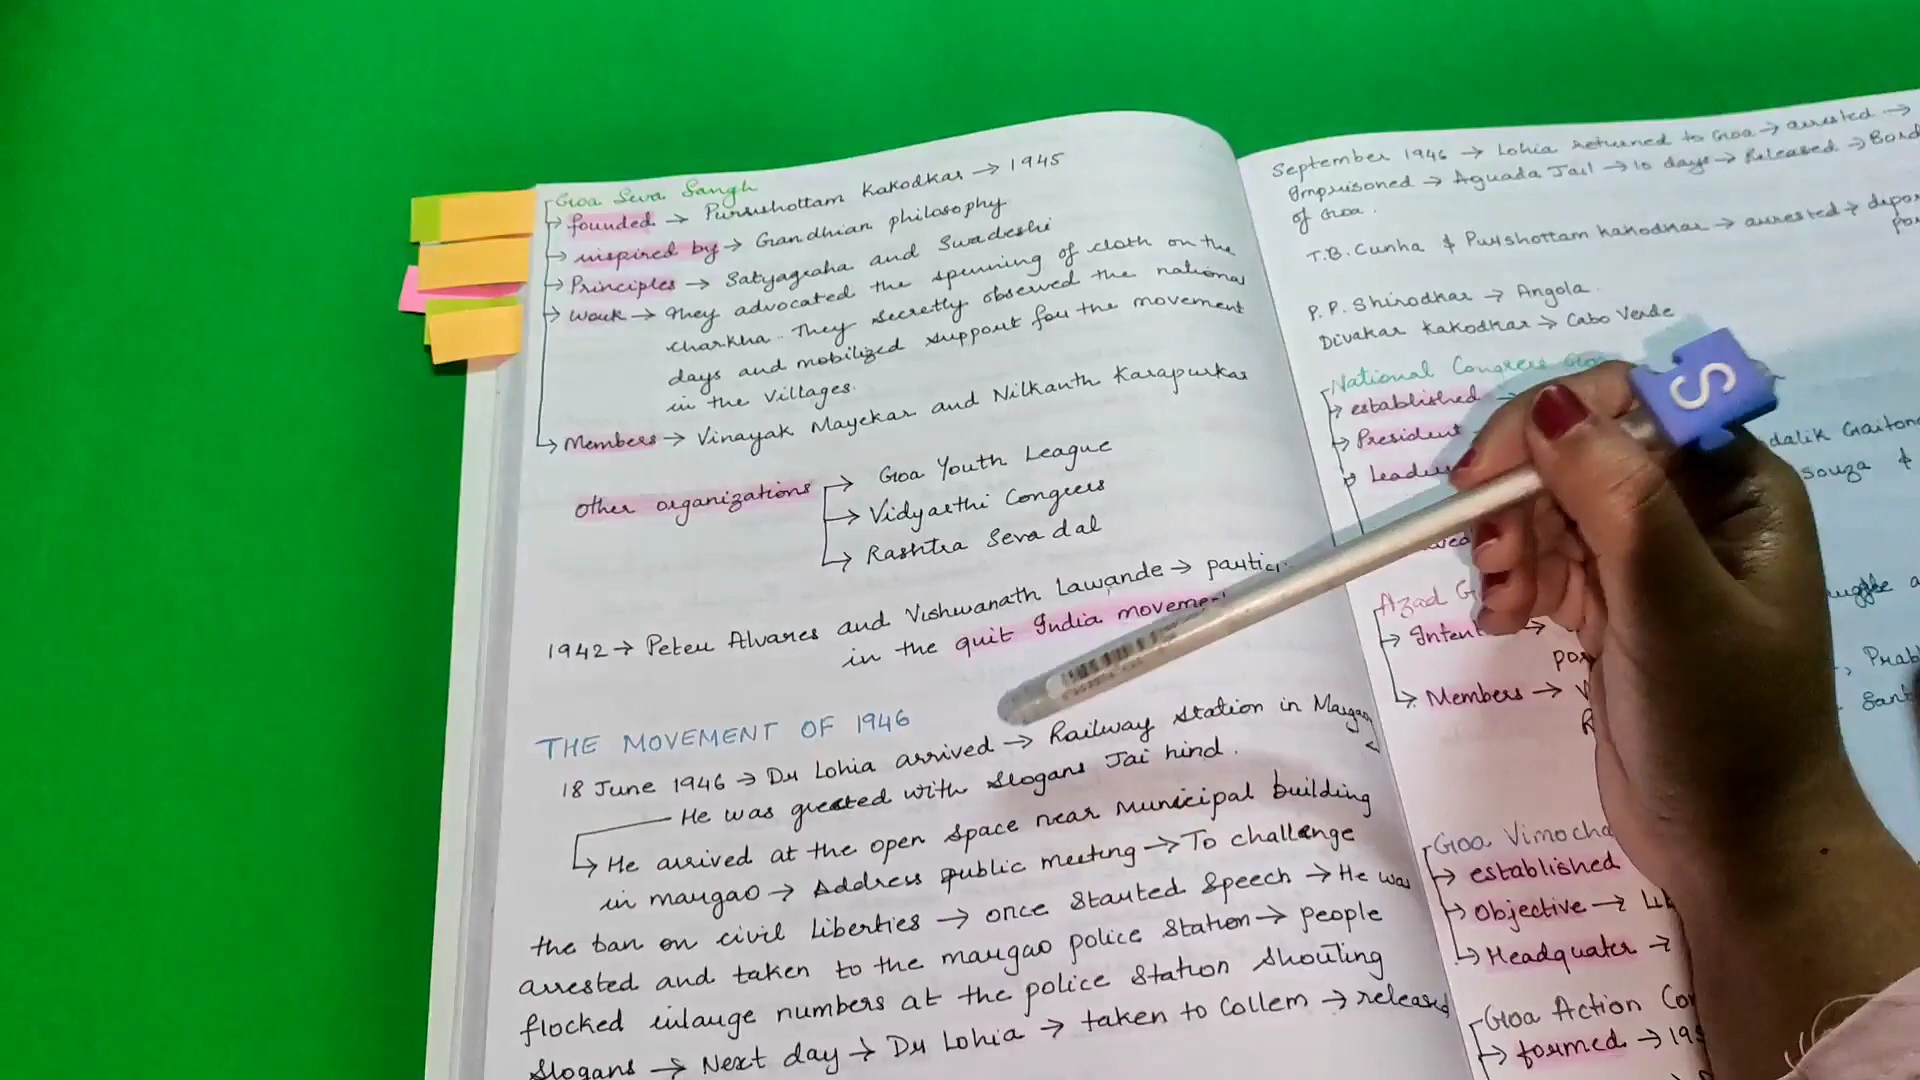 Goa Seva Sangh
founded → Purushottam Kakodkar → 1945
inspired by → Gandhian philosophy
Principles → Satyagraha and Swadeshi
Work → They advocated the spinning of cloth on the
charkha. They secretly observed the national
days and mobilized support for the movement
in the villages.
Members → Vinayak Mayekar and Nilkanth Karapurkar
other organizations → Goa Youth League
→ Vidyarthi Congress
→ Rashtra Seva dal
1942 → Peter Alvares and Vishwanath Lawande →
in the quit India
THE MOVEMENT OF 1946
18 June 1946 → Dr Lohia arrived → Railway station in Margao
He was greeted with slogans Jai hind.
→ He arrived at the open space near Municipal building
in margao → Address public meeting → To challenge
the ban on civil liberties → once started speech → He was
arrested and taken to the margao police station → people
flocked in large numbers at the police station shouting
slogans → Next day → Dr Lohia → taken to Collem → released
September 1946 → Lohia returned to Goa → arrested →
Imprisoned → Aguada Jail → 10 days → Released →
of Goa.
T.B. Cunha & Purshottam kakodkar → arrested →
P.P. Shirodkar → Angola.
Divakar Kakodkar → Cabo Verde
National Congress
→ established →
→ President
dalik
souza &
Azad
→
→ Members →
Goa
→ established
→ Objective →
→ Headquater →
Goa Action
→ formed →
S